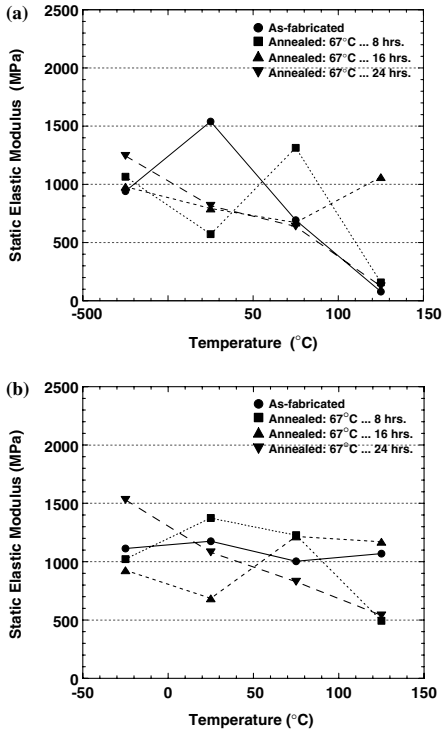 (a)
2500
2000
1500
1000
500
0
Static Elastic Modulus (MPa)
As-fabricated
Annealed: 67°C ... 8 hrs.
Annealed: 67°C ... 16 hrs.
Annealed: 67°C ... 24 hrs.
-500 50 100 150
Temperature (°C)
(b)
2500
2000
1500
1000
500
0
Static Elastic Modulus (MPa)
As-fabricated
Annealed: 67°C ... 8 hrs.
Annealed: 67°C ... 16 hrs.
Annealed: 67°C ... 24 hrs.
-50 0 50 100 150
Temperature (°C)